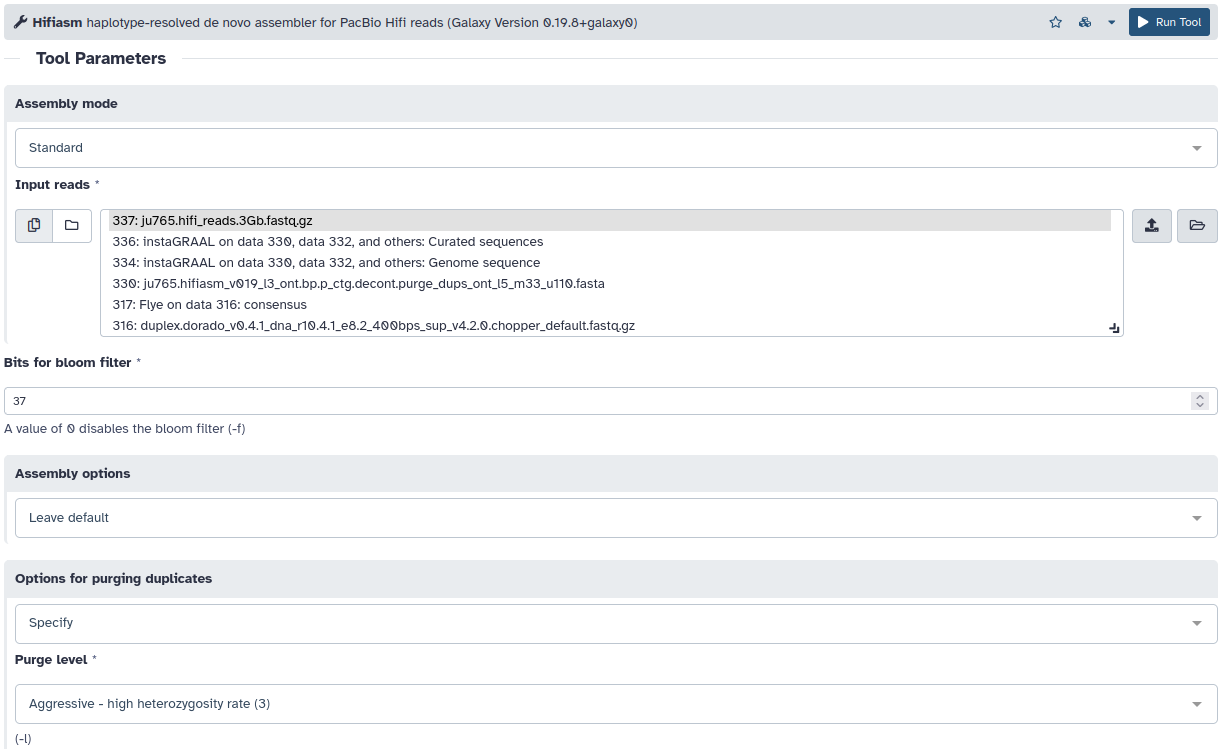 Hifiasm haplotype-resolved de novo assembler for PacBio Hifi reads (Galaxy Version 0.19.8+galaxy0)
Run Tool
Tool Parameters
Assembly mode
Standard
Input reads *
337: ju765.hifi_reads.3Gb.fastq.gz
336: instaGRAAL on data 330, data 332, and others: Curated sequences
334: instaGRAAL on data 330, data 332, and others: Genome sequence
330: ju765.hifiasm_v019_l3_ont.bp.p_ctg.decont.purge_dups_ont_l5_m33_u110.fasta
317: Flye on data 316: consensus
316: duplex.dorado_v0.4.1_dna_r10.4.1_e8.2_400bps_sup_v4.2.0.chopper_default.fastq.gz
Bits for bloom filter *
37
A value of 0 disables the bloom filter (-f)
Assembly options
Leave default
Options for purging duplicates
Specify
Purge level *
Aggressive - high heterozygosity rate (3)
(-l)